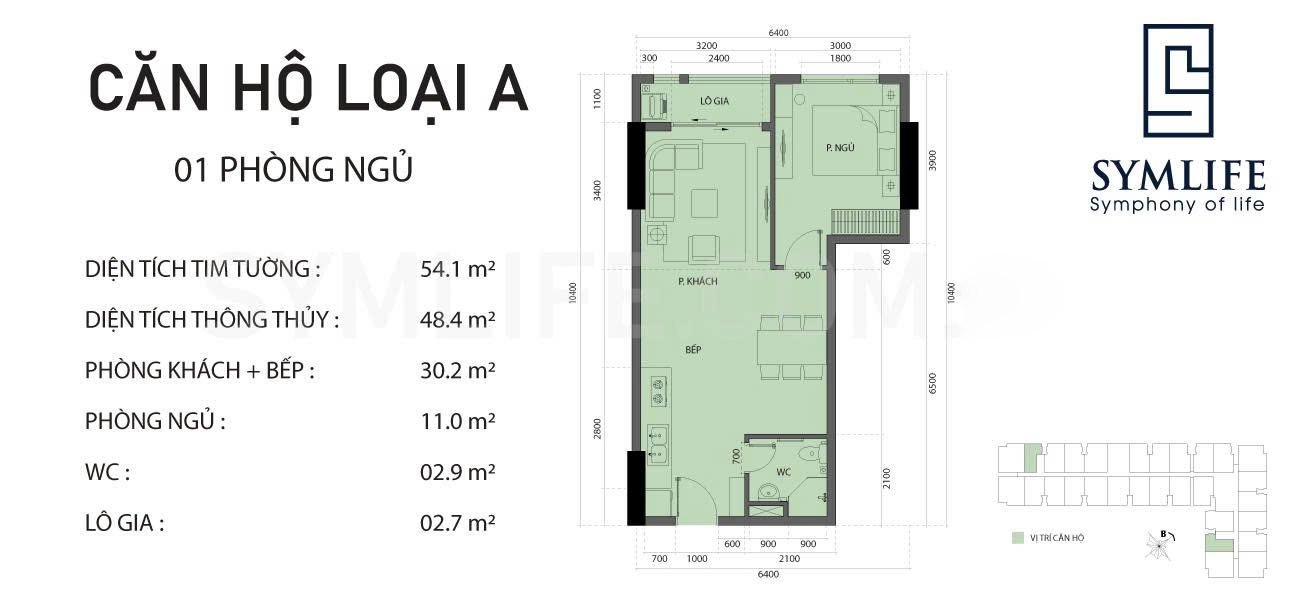 CĂN HỘ LOẠI A
01 PHÒNG NGỦ
DIỆN TÍCH TIM TƯỜNG : 54.1 m²
DIỆN TÍCH THÔNG THỦY : 48.4 m²
PHÒNG KHÁCH + BẾP : 30.2 m²
PHÒNG NGỦ : 11.0 m²
WC : 02.9 m²
LÔ GIA : 02.7 m²
6400
3200 3000
300 2400 1800
1100
LÔ GIA
P. NGỦ
3900
3400
600
900
P. KHÁCH
10400
10400
BẾP
6500
2800
700
WC
2100
600 900 900
700 1000 2100
6400
SYMLIFE
Symphony of life
VỊ TRÍ CĂN HỘ
B
SYMLIFE.COM